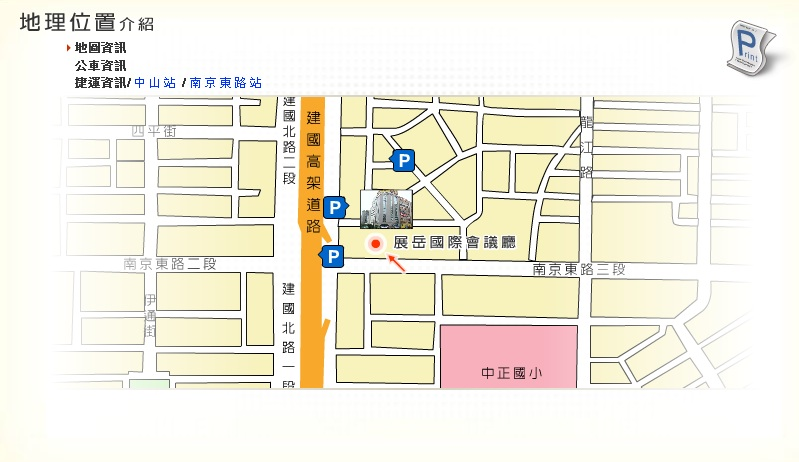 地理位置介紹
地圖資訊
公車資訊
捷運資訊/ 中山站 / 南京東路站
Print
建國北路二段
建國高架道路
四平街
龍江路
P
P
展岳國際會議廳
P
南京東路二段
南京東路三段
伊通街
建國北路一段
中正國小